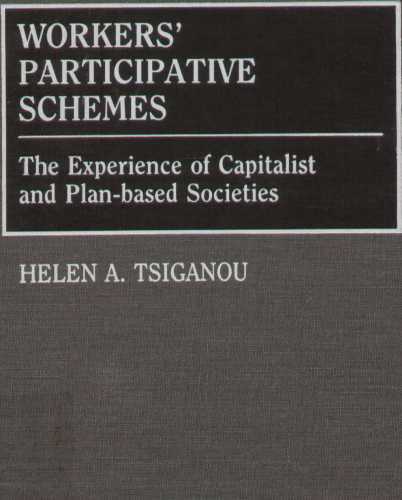 WORKERS'
PARTICIPATIVE
SCHEMES
The Experience of Capitalist
and Plan-based Societies
HELEN A. TSIGANOU